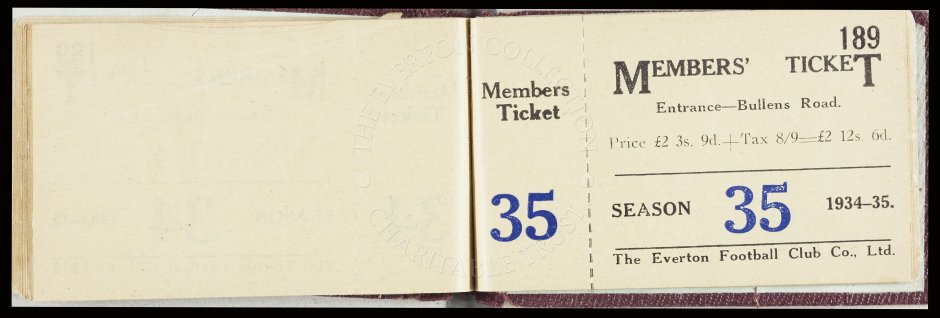 Members
Ticket
35
189
MEMBERS' TICKET
Entrance—Bullens Road.
Price £2 3s. 9d.+Tax 8/9=£2 12s. 6d.
SEASON 35 1934-35.
The Everton Football Club Co., Ltd.
THE EVERTON COLLECTION
CHARITABLE TRUST